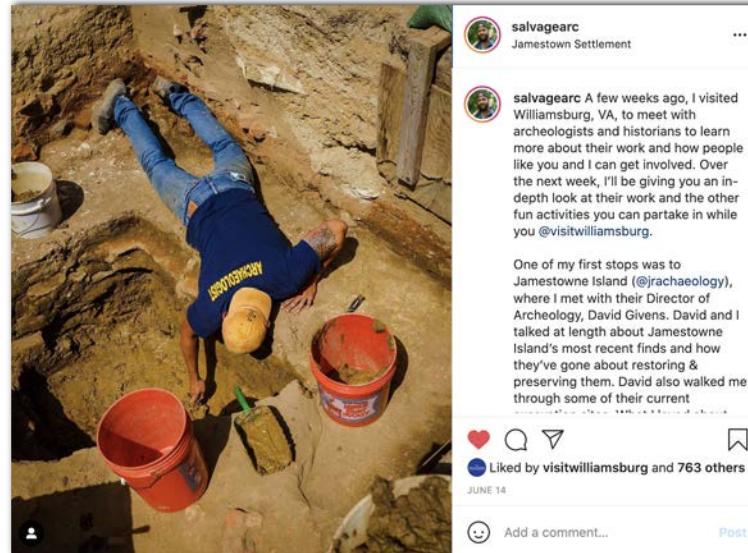 ARCHAEOLOGIST
salvagearc
Jamestown Settlement
salvagearc A few weeks ago, I visited
Williamsburg, VA, to meet with
archeologists and historians to learn
more about their work and how people
like you and I can get involved. Over
the next week, I'll be giving you an in-
depth look at their work and the other
fun activities you can partake in while
you @visitwilliamsburg.
One of my first stops was to
Jamestowne Island (@jrachaeology),
where I met with their Director of
Archeology, David Givens. David and I
talked at length about Jamestowne
Island's most recent finds and how
they've gone about restoring &
preserving them. David also walked me
through some of their current
Liked by visitwilliamsburg and 763 others
JUNE 14
Add a comment...
Post